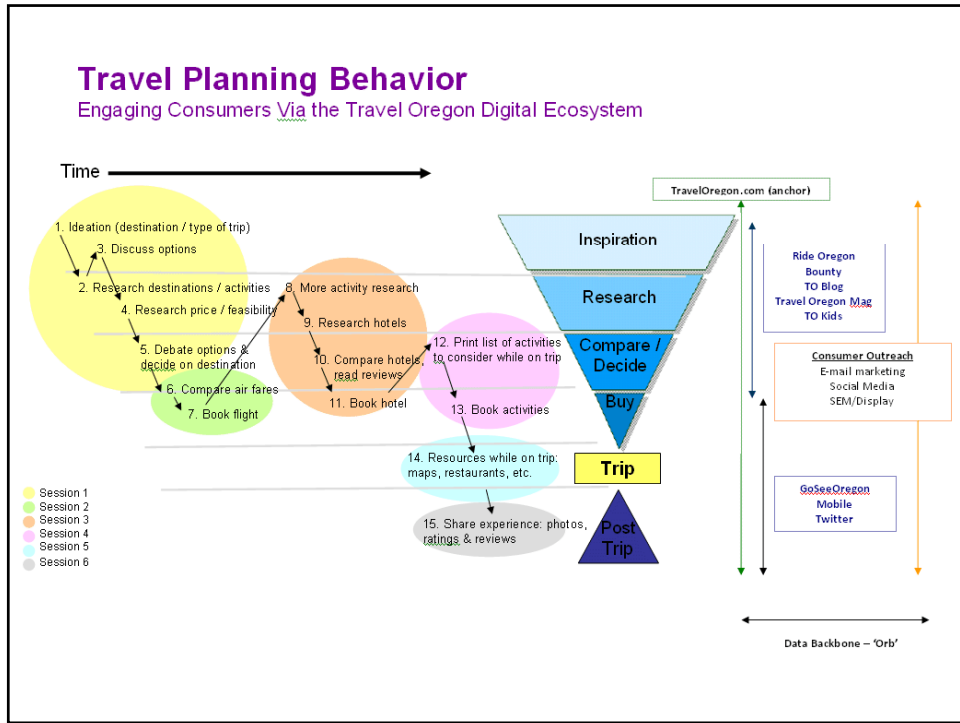 Travel Planning Behavior
Engaging Consumers Via the Travel Oregon Digital Ecosystem
Time
1. Ideation (destination / type of trip)
3. Discuss options
2. Research destinations / activities
4. Research price / feasibility
5. Debate options &
decide on destination
6. Compare air fares
7. Book flight
8. More activity research
9. Research hotels
10. Compare hotels,
read reviews
11. Book hotel
12. Print list of activities
to consider while on trip
13. Book activities
14. Resources while on trip:
maps, restaurants, etc.
15. Share experience: photos,
ratings & reviews
Session 1
Session 2
Session 3
Session 4
Session 5
Session 6
Inspiration
Research
Compare /
Decide
Buy
Trip
Post
Trip
TravelOregon.com (anchor)
Ride Oregon
Bounty
TO Blog
Travel Oregon Mag
TO Kids
Consumer Outreach
E-mail marketing
Social Media
SEM/Display
GoSeeOregon
Mobile
Twitter
Data Backbone – ‘Orb’